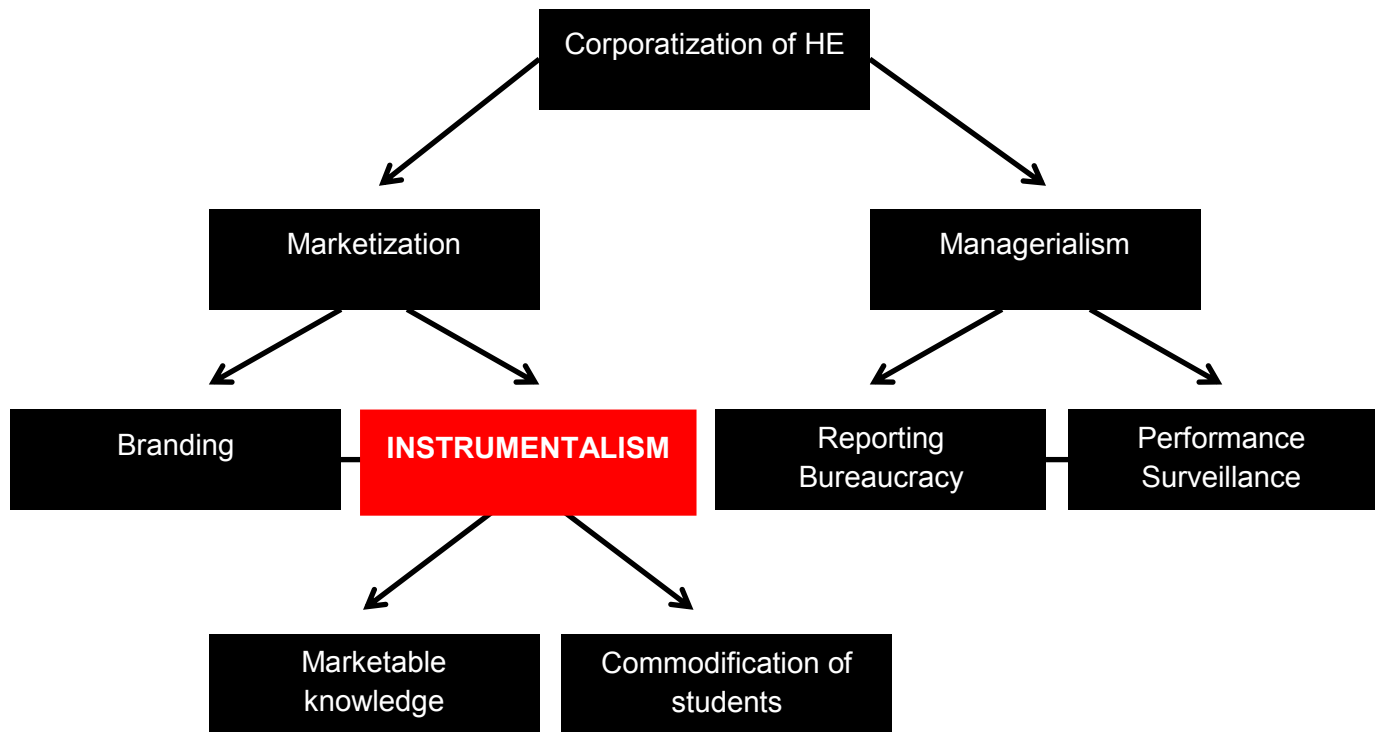 Corporatization of HE
Marketization
Managerialism
Branding
INSTRUMENTALISM
Reporting
Bureaucracy
Performance
Surveillance
Marketable
knowledge
Commodification of
students